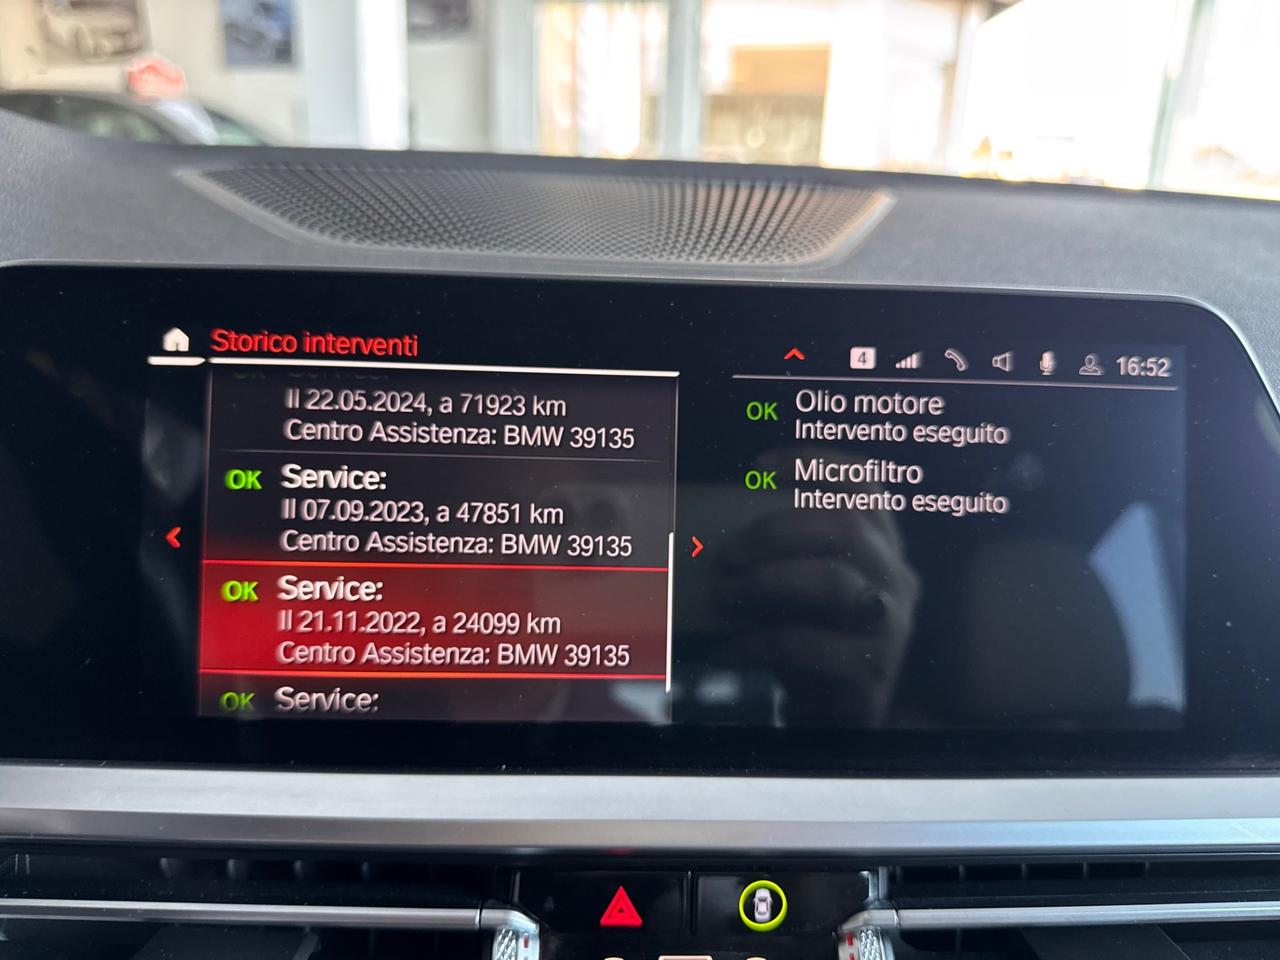 Storico interventi
4
16:52
Service:
Il 22.05.2024, a 71923 km
Centro Assistenza: BMW 39135
OK Service:
Il 07.09.2023, a 47851 km
Centro Assistenza: BMW 39135
OK Service:
Il 21.11.2022, a 24099 km
Centro Assistenza: BMW 39135
OK Service:
OK Olio motore
Intervento eseguito
OK Microfiltro
Intervento eseguito